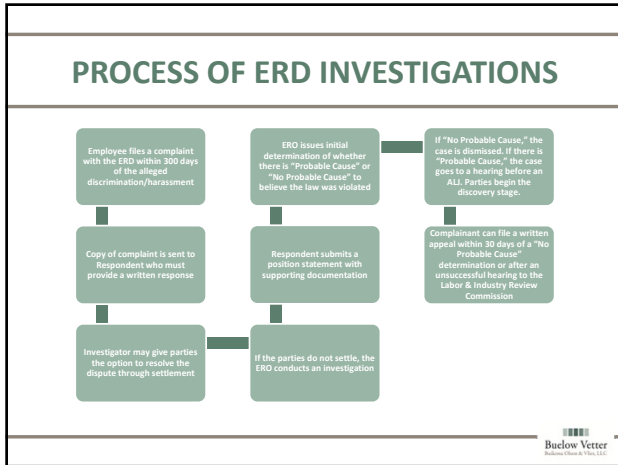 PROCESS OF ERD INVESTIGATIONS
Employee files a complaint
with the ERD within 300 days
of the alleged
discrimination/harassment
Copy of complaint is sent to
Respondent who must
provide a written response
Investigator may give parties
the option to resolve the
dispute through settlement
If the parties do not settle, the
ERO conducts an investigation
Respondent submits a
position statement with
supporting documentation
ERO issues initial
determination of whether
there is “Probable Cause” or
“No Probable Cause” to
believe the law was violated
If “No Probable Cause,” the
case is dismissed. If there is
“Probable Cause,” the case
goes to a hearing before an
ALJ. Parties begin the
discovery stage.
Complainant can file a written
appeal within 30 days of a “No
Probable Cause”
determination or after an
unsuccessful hearing to the
Labor & Industry Review
Commission
Buelow Vetter
Buikema Olson & Vliet, LLC